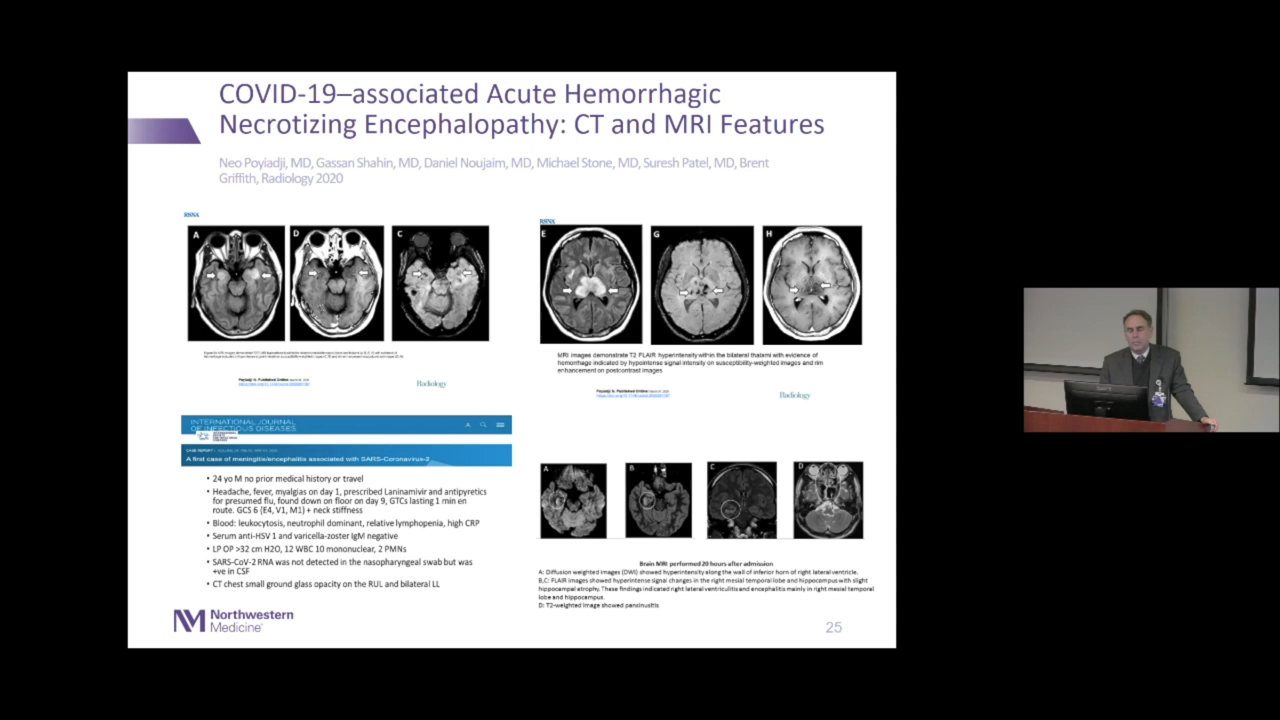 COVID-19–associated Acute Hemorrhagic
Necrotizing Encephalopathy: CT and MRI Features
Neo Poyiadji, MD, Gassan Shahin, MD, Daniel Noujaim, MD, Michael Stone, MD, Suresh Patel, MD, Brent
Griffith, Radiology 2020
RSNA
A
D
C
Radiology
RSNA
E
G
H
MRI images demonstrate T2 FLAIR hyperintensity within the bilateral thalami with evidence of
hemorrhage indicated by hypointense signal intensity on susceptibility-weighted images and rim
enhancement on postcontrast images
Radiology
INTERNATIONAL JOURNAL
OF INFECTIOUS DISEASES
A first case of meningitis/encephalitis associated with SARS-Coronavirus-2
• 24 yo M no prior medical history or travel
• Headache, fever, myalgias on day 1, prescribed Laninamivir and antipyretics
for presumed flu, found down on floor on day 9, GTCs lasting 1 min en
route. GCS 6 (E4, V1, M1) + neck stiffness
• Blood: leukocytosis, neutrophil dominant, relative lymphopenia, high CRP
• Serum anti-HSV 1 and varicella-zoster IgM negative
• LP OP >32 cm H2O, 12 WBC 10 mononuclear, 2 PMNs
• SARS-CoV-2 RNA was not detected in the nasopharyngeal swab but was
+ve in CSF
• CT chest small ground glass opacity on the RUL and bilateral LL
A
B
C
D
Brain MRI performed 20 hours after admission
A: Diffusion weighted images (DWI) showed hyperintensity along the wall of inferior horn of right lateral ventricle.
B,C: FLAIR images showed hyperintense signal changes in the right mesial temporal lobe and hippocampus with slight
hippocampal atrophy. These findings indicated right lateral ventriculitis and encephalitis mainly in right mesial temporal
lobe and hippocampus.
D: T2-weighted image showed pansinusitis
Northwestern
Medicine
25